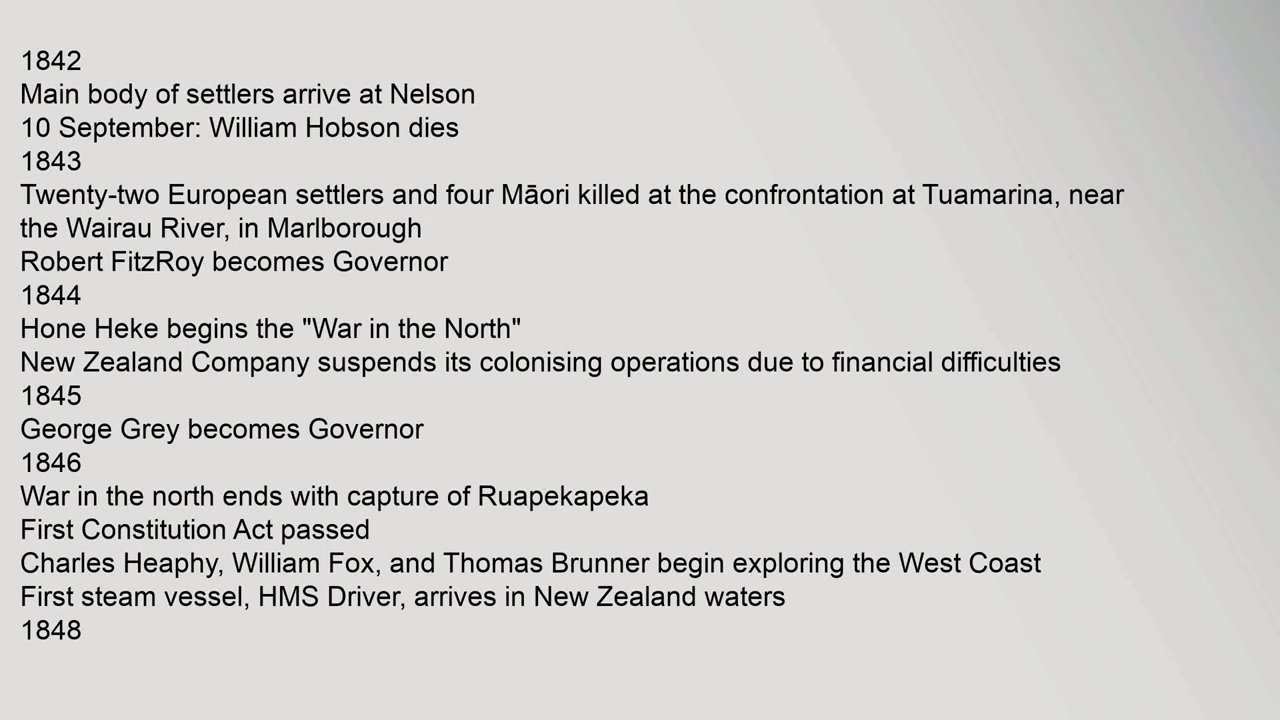 1842
Main body of settlers arrive at Nelson
10 September: William Hobson dies
1843
Twenty-two European settlers and four Māori killed at the confrontation at Tuamarina, near
the Wairau River, in Marlborough
Robert FitzRoy becomes Governor
1844
Hone Heke begins the "War in the North"
New Zealand Company suspends its colonising operations due to financial difficulties
1845
George Grey becomes Governor
1846
War in the north ends with capture of Ruapekapeka
First Constitution Act passed
Charles Heaphy, William Fox, and Thomas Brunner begin exploring the West Coast
First steam vessel, HMS Driver, arrives in New Zealand waters
1848